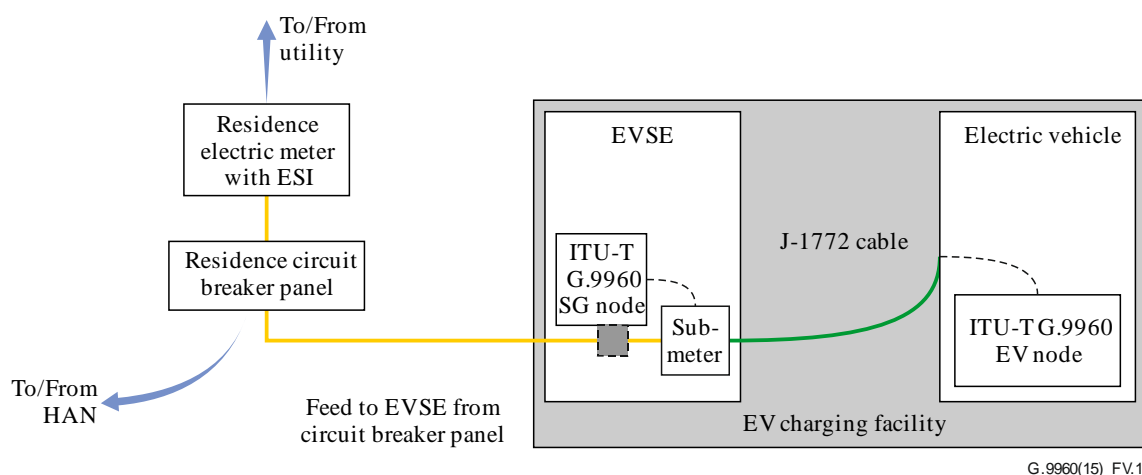 To/From
utility
Residence
electric meter
with ESI
Residence circuit
breaker panel
To/From
HAN
Feed to EVSE from
circuit breaker panel
EVSE
ITU-T
G.9960
SG node
Sub-
meter
J-1772 cable
Electric vehicle
ITU-T G.9960
EV node
EV charging facility
G.9960(15)_FV.1